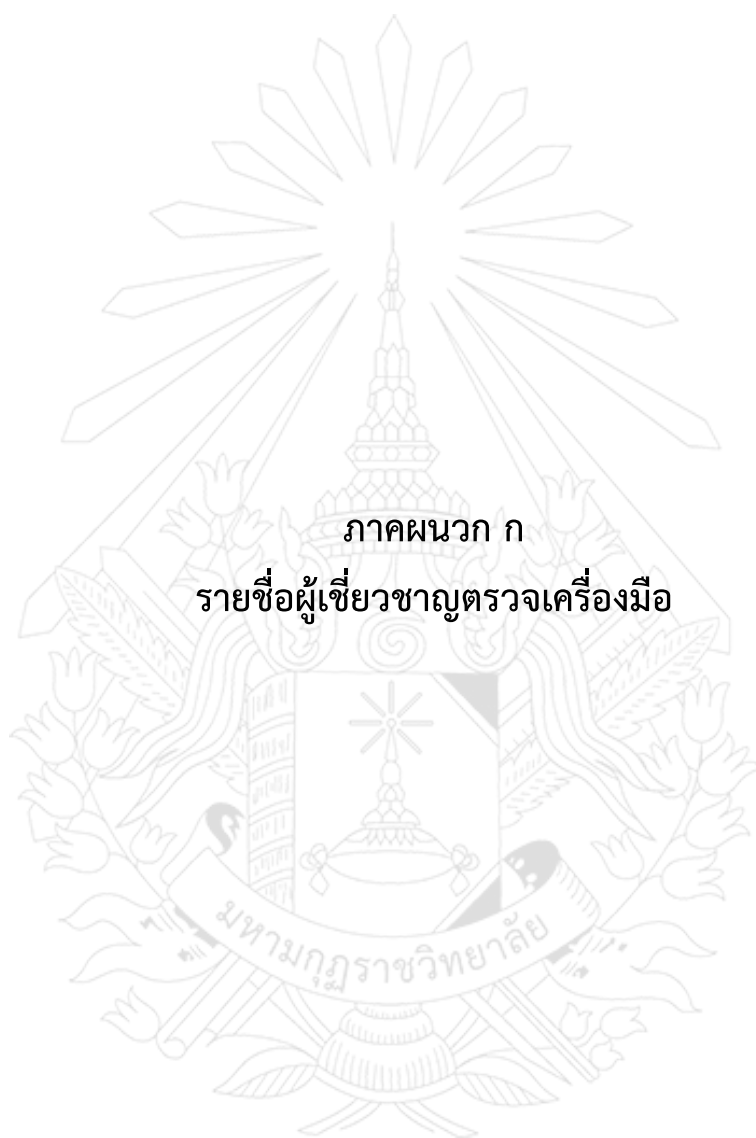 ภาคผนวก ก
รายชื่อผู้เชี่ยวชาญตรวจเครื่องมือ
มหามกุฏราชวิทยาลัย